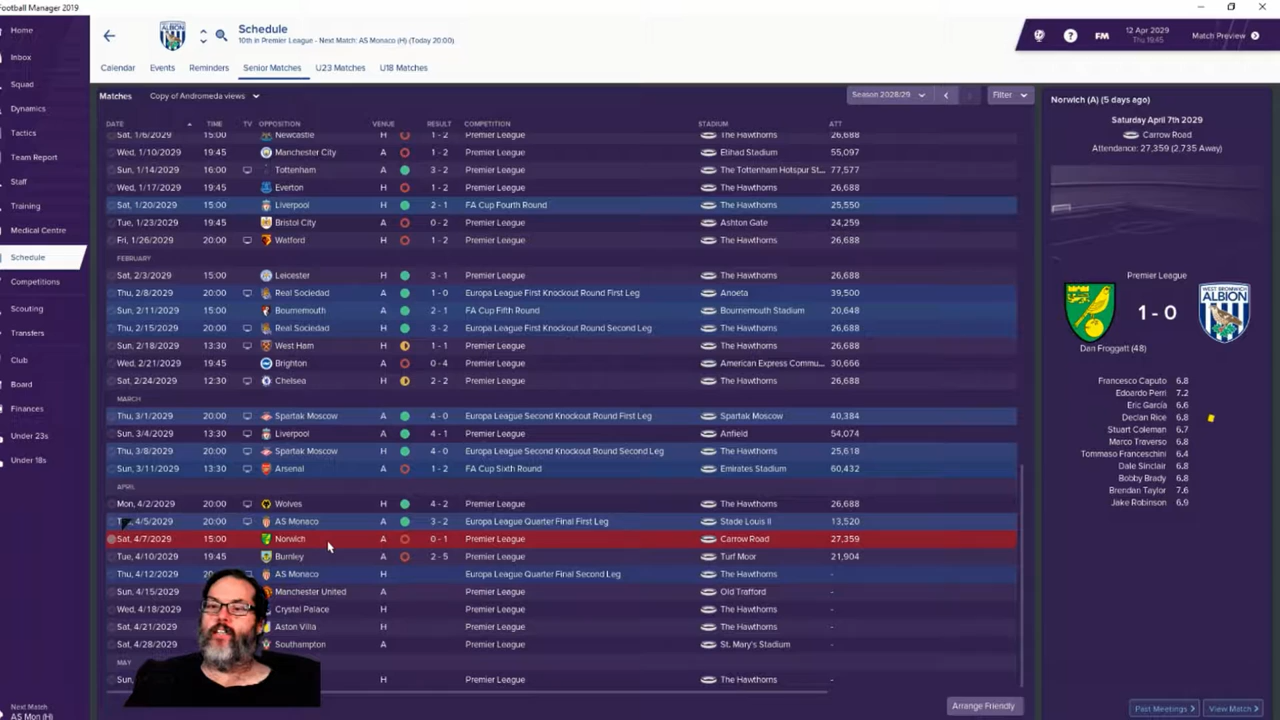 Football Manager 2019
Home
Inbox
Squad
Dynamics
Tactics
Team Report
Staff
Training
Medical Centre
Schedule
Competitions
Scouting
Transfers
Club
Board
Finances
Under 23s
Under 18s
Next Match
AS Mon (H)
ALBION
Schedule
10th in Premier League - Next Match: AS Monaco (H) (Today 20:00)
FM
12 Apr 2029
Thu 19:45
Match Preview
Calendar Events Reminders Senior Matches U23 Matches U18 Matches
Matches Copy of Andromeda views Season 2028/29 Filter
DATE TIME TV OPPOSITION VENUE RESULT COMPETITION STADIUM ATT
Sat, 1/6/2029 15:00 Newcastle H 1 - 2 Premier League The Hawthorns 26,688
Wed, 1/10/2029 19:45 Manchester City A 1 - 2 Premier League Etihad Stadium 55,097
Sun, 1/14/2029 16:00 Tottenham A 3 - 2 Premier League The Tottenham Hotspur St... 77,577
Wed, 1/17/2029 19:45 Everton H 1 - 2 Premier League The Hawthorns 26,688
Sat, 1/20/2029 15:00 Liverpool H 2 - 1 FA Cup Fourth Round The Hawthorns 25,550
Tue, 1/23/2029 19:45 Bristol City A 0 - 2 Premier League Ashton Gate 24,259
Fri, 1/26/2029 20:00 Watford H 1 - 2 Premier League The Hawthorns 26,688
FEBRUARY
Sat, 2/3/2029 15:00 Leicester H 3 - 1 Premier League The Hawthorns 26,688
Thu, 2/8/2029 20:00 Real Sociedad A 1 - 0 Europa League First Knockout Round First Leg Anoeta 39,500
Sun, 2/11/2029 15:00 Bournemouth A 2 - 1 FA Cup Fifth Round Bournemouth Stadium 20,648
Thu, 2/15/2029 20:00 Real Sociedad H 3 - 2 Europa League First Knockout Round Second Leg The Hawthorns 26,688
Sun, 2/18/2029 13:30 West Ham H 1 - 1 Premier League The Hawthorns 26,688
Wed, 2/21/2029 19:45 Brighton A 0 - 4 Premier League American Express Commu... 30,666
Sat, 2/24/2029 12:30 Chelsea H 2 - 2 Premier League The Hawthorns 26,688
MARCH
Thu, 3/1/2029 20:00 Spartak Moscow A 4 - 0 Europa League Second Knockout Round First Leg Spartak Moscow 40,384
Sun, 3/4/2029 13:30 Liverpool A 4 - 1 Premier League Anfield 54,074
Thu, 3/8/2029 20:00 Spartak Moscow H 4 - 0 Europa League Second Knockout Round Second Leg The Hawthorns 25,618
Sun, 3/11/2029 13:30 Arsenal A 1 - 2 FA Cup Sixth Round Emirates Stadium 60,432
APRIL
Mon, 4/2/2029 20:00 Wolves H 4 - 2 Premier League The Hawthorns 26,688
4/5/2029 20:00 AS Monaco A 3 - 2 Europa League Quarter Final First Leg Stade Louis II 13,520
Sat, 4/7/2029 15:00 Norwich A 0 - 1 Premier League Carrow Road 27,359
Tue, 4/10/2029 19:45 Burnley A 2 - 5 Premier League Turf Moor 21,904
Thu, 4/12/2029 AS Monaco H Europa League Quarter Final Second Leg The Hawthorns -
Sun, 4/15/2029 Manchester United A Premier League Old Trafford -
Wed, 4/18/2029 Crystal Palace H Premier League The Hawthorns -
Sat, 4/21/2029 Aston Villa H Premier League The Hawthorns -
Sat, 4/28/2029 Southampton A Premier League St. Mary's Stadium -
MAY
Sun, H Premier League The Hawthorns -
Arrange Friendly
Norwich (A) (5 days ago)
Saturday April 7th 2029
Carrow Road
Attendance: 27,359 (2,735 Away)
Premier League
1 - 0
WEST BROMWICH
ALBION
Dan Froggatt (48)
Francesco Caputo 6.8
Edoardo Perri 7.2
Eric Garcia 6.6
Declan Rice 6.8
Stuart Coleman 6.7
Marco Traverso 6.8
Tommaso Franceschini 6.4
Dale Sinclair 6.8
Bobby Brady 6.8
Brendan Taylor 7.6
Jake Robinson 6.9
Past Meetings View Match